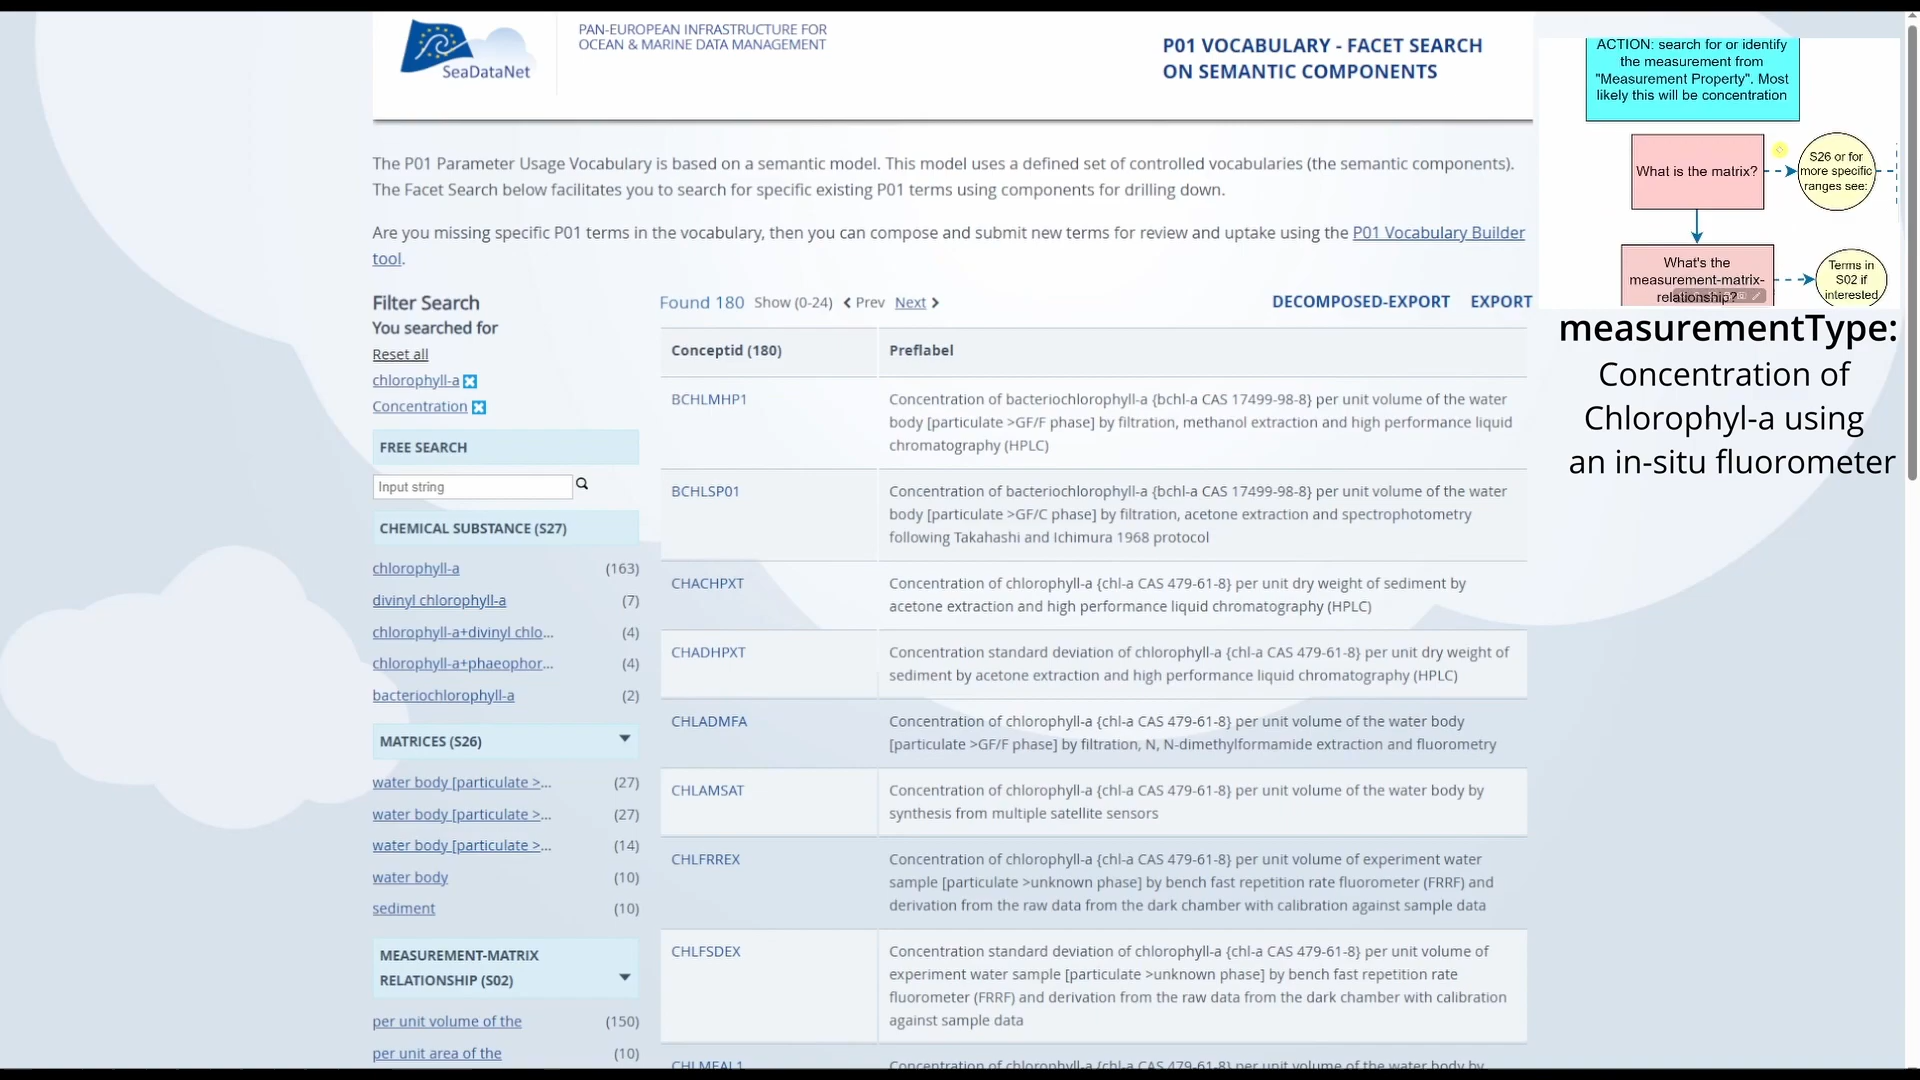 SeaDataNet
PAN-EUROPEAN INFRASTRUCTURE FOR
OCEAN & MARINE DATA MANAGEMENT
P01 VOCABULARY - FACET SEARCH
ON SEMANTIC COMPONENTS
The P01 Parameter Usage Vocabulary is based on a semantic model. This model uses a defined set of controlled vocabularies (the semantic components).
The Facet Search below facilitates you to search for specific existing P01 terms using components for drilling down.
Are you missing specific P01 terms in the vocabulary, then you can compose and submit new terms for review and uptake using the P01 Vocabulary Builder
tool.
Filter Search
You searched for
Reset all
chlorophyll-a
Concentration
FREE SEARCH
Input string
CHEMICAL SUBSTANCE (S27)
chlorophyll-a (163)
divinyl chlorophyll-a (7)
chlorophyll-a+divinyl chlo... (4)
chlorophyll-a+phaeophor... (4)
bacteriochlorophyll-a (2)
MATRICES (S26)
water body [particulate >... (27)
water body [particulate >... (27)
water body [particulate >... (14)
water body (10)
sediment (10)
MEASUREMENT-MATRIX
RELATIONSHIP (S02)
per unit volume of the (150)
per unit area of the (10)
Found 180 Show (0-24) Prev Next DECOMPOSED-EXPORT EXPORT
Conceptid (180) Preflabel
BCHLMHP1 Concentration of bacteriochlorophyll-a {bchl-a CAS 17499-98-8} per unit volume of the water
body [particulate >GF/F phase] by filtration, methanol extraction and high performance liquid
chromatography (HPLC)
BCHLSP01 Concentration of bacteriochlorophyll-a {bchl-a CAS 17499-98-8} per unit volume of the water
body [particulate >GF/C phase] by filtration, acetone extraction and spectrophotometry
following Takahashi and Ichimura 1968 protocol
CHACHPXT Concentration of chlorophyll-a {chl-a CAS 479-61-8} per unit dry weight of sediment by
acetone extraction and high performance liquid chromatography (HPLC)
CHADHPXT Concentration standard deviation of chlorophyll-a {chl-a CAS 479-61-8} per unit dry weight of
sediment by acetone extraction and high performance liquid chromatography (HPLC)
CHLADMFA Concentration of chlorophyll-a {chl-a CAS 479-61-8} per unit volume of the water body
[particulate >GF/F phase] by filtration, N, N-dimethylformamide extraction and fluorometry
CHLAMSAT Concentration of chlorophyll-a {chl-a CAS 479-61-8} per unit volume of the water body by
synthesis from multiple satellite sensors
CHLFRREX Concentration of chlorophyll-a {chl-a CAS 479-61-8} per unit volume of experiment water
sample [particulate >unknown phase] by bench fast repetition rate fluorometer (FRRF) and
derivation from the raw data from the dark chamber with calibration against sample data
CHLFSDEX Concentration standard deviation of chlorophyll-a {chl-a CAS 479-61-8} per unit volume of
experiment water sample [particulate >unknown phase] by bench fast repetition rate
fluorometer (FRRF) and derivation from the raw data from the dark chamber with calibration
against sample data
CHLMEAL1 Concentration of chlorophyll-a {chl-a CAS 479-61-8} per unit volume of the water body by
ACTION: search for or identify
the measurement from
"Measurement Property". Most
likely this will be concentration
What is the matrix?
S26 or for
more specific
ranges see:
What's the
measurement-matrix-
relationship?
Terms in
S02 if
interested
measurementType:
Concentration of
Chlorophyl-a using
an in-situ fluorometer